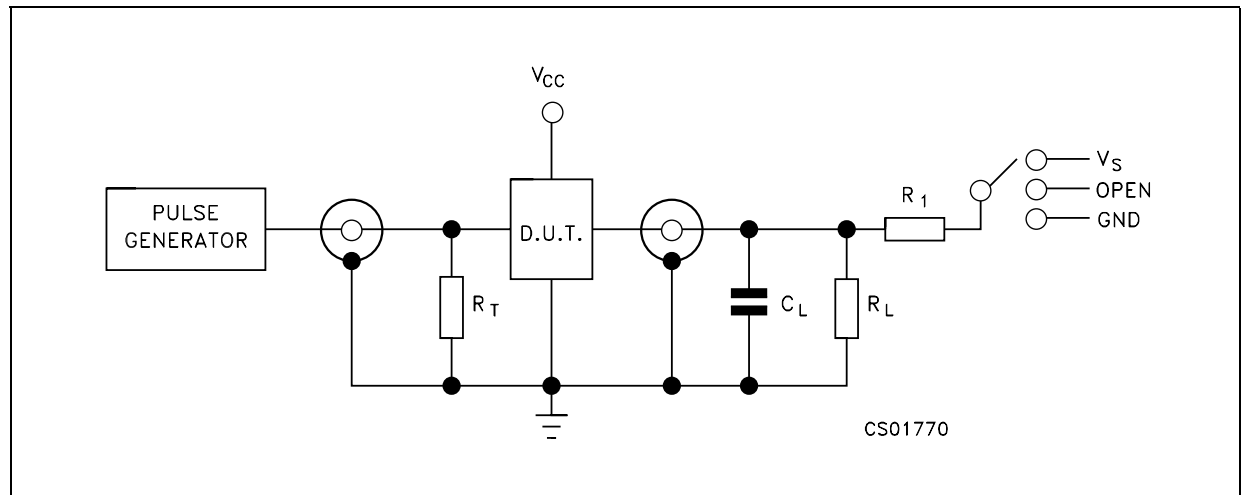 VCC
PULSE
GENERATOR
D.U.T.
RT
CL
RL
R1
VS
OPEN
GND
CS01770